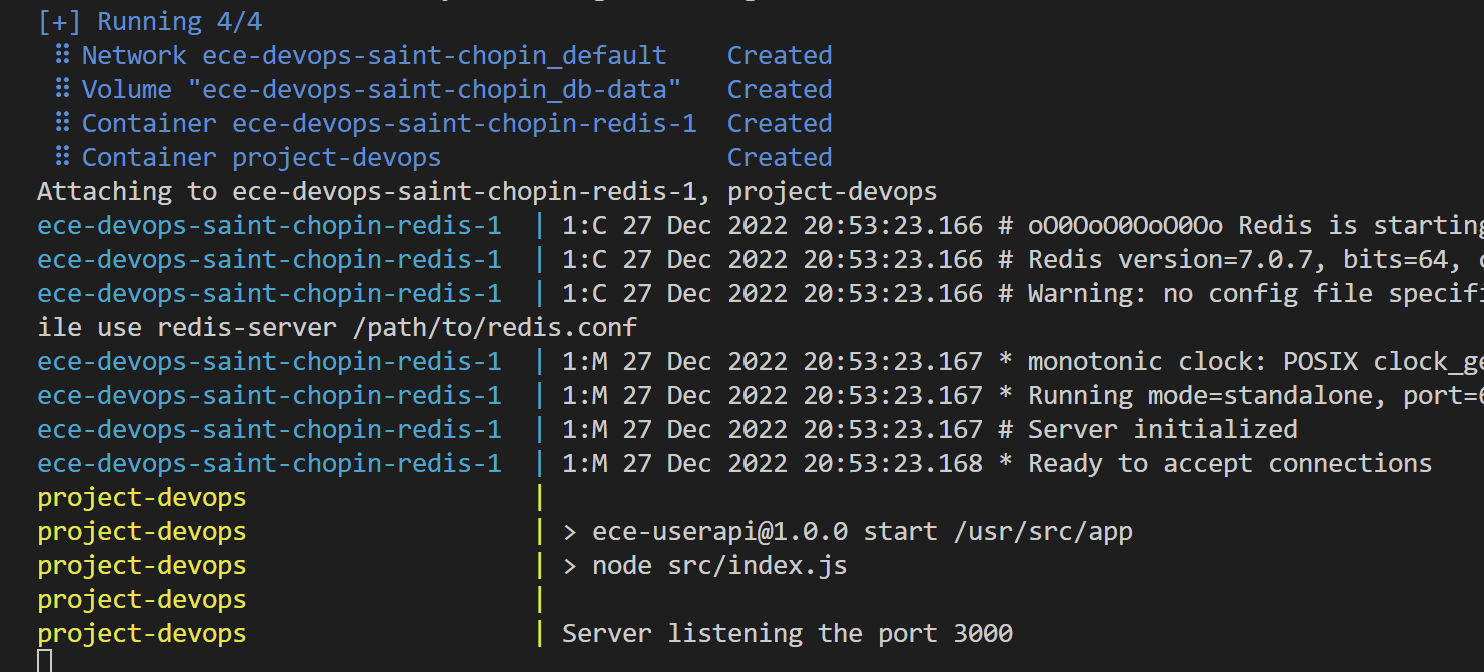 [+] Running 4/4
⠿ Network ece-devops-saint-chopin_default Created
⠿ Volume "ece-devops-saint-chopin_db-data" Created
⠿ Container ece-devops-saint-chopin-redis-1 Created
⠿ Container project-devops Created
Attaching to ece-devops-saint-chopin-redis-1, project-devops
ece-devops-saint-chopin-redis-1 | 1:C 27 Dec 2022 20:53:23.166 # oO0OoO0OoO0Oo Redis is starting
ece-devops-saint-chopin-redis-1 | 1:C 27 Dec 2022 20:53:23.166 # Redis version=7.0.7, bits=64,
ece-devops-saint-chopin-redis-1 | 1:C 27 Dec 2022 20:53:23.166 # Warning: no config file specifi
ile use redis-server /path/to/redis.conf
ece-devops-saint-chopin-redis-1 | 1:M 27 Dec 2022 20:53:23.167 * monotonic clock: POSIX clock_ge
ece-devops-saint-chopin-redis-1 | 1:M 27 Dec 2022 20:53:23.167 * Running mode=standalone, port=6
ece-devops-saint-chopin-redis-1 | 1:M 27 Dec 2022 20:53:23.167 # Server initialized
ece-devops-saint-chopin-redis-1 | 1:M 27 Dec 2022 20:53:23.168 * Ready to accept connections
project-devops |
project-devops | > ece-userapi@1.0.0 start /usr/src/app
project-devops | > node src/index.js
project-devops |
project-devops | Server listening the port 3000